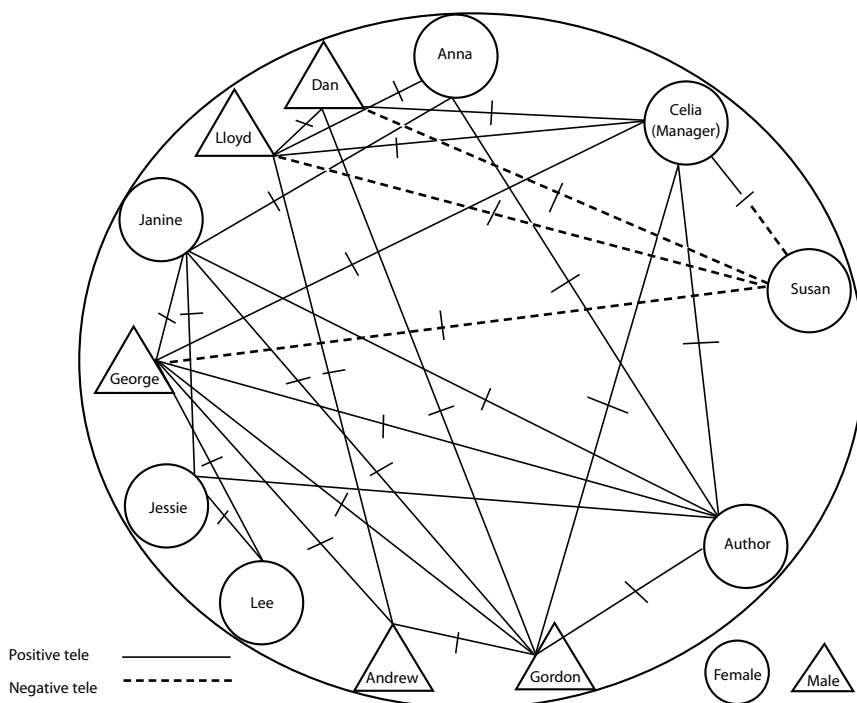 Anna
Dan
Celia
(Manager)
Lloyd
Janine
Susan
George
Jessie
Author
Lee
Positive tele
Negative tele
Andrew
Gordon
Female
Male